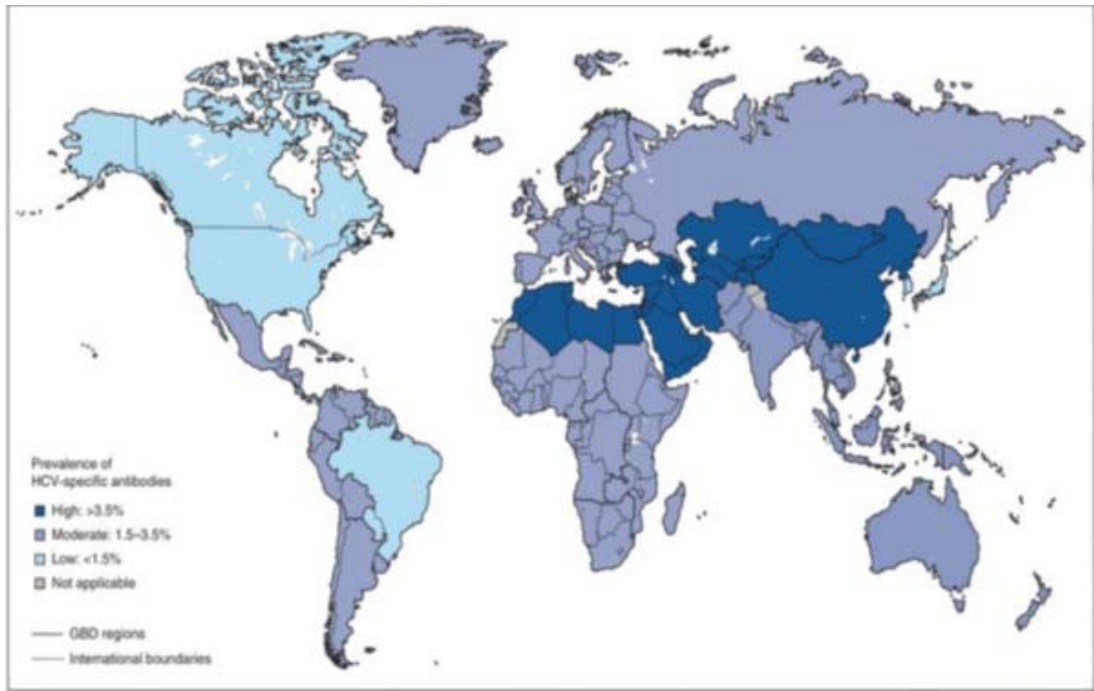 Prevalence of
HCV-specific antibodies
High: >3.5%
Moderate: 1.5–3.5%
Low: <1.5%
Not applicable
GBD regions
International boundaries